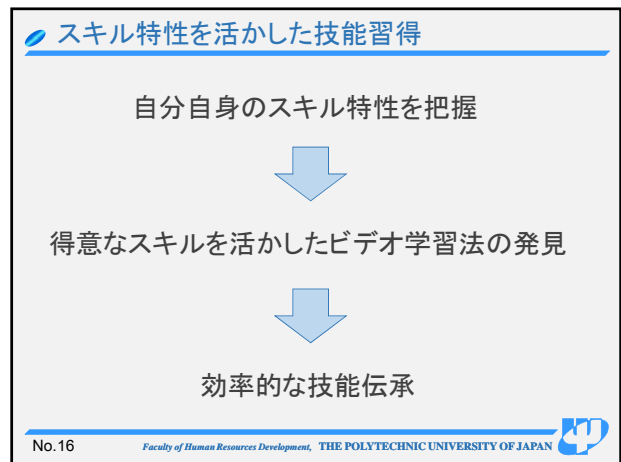 スキル特性を活かした技能習得
自分自身のスキル特性を把握
得意なスキルを活かしたビデオ学習法の発見
効率的な技能伝承
No.16 Faculty of Human Resources Development, THE POLYTECHNIC UNIVERSITY OF JAPAN